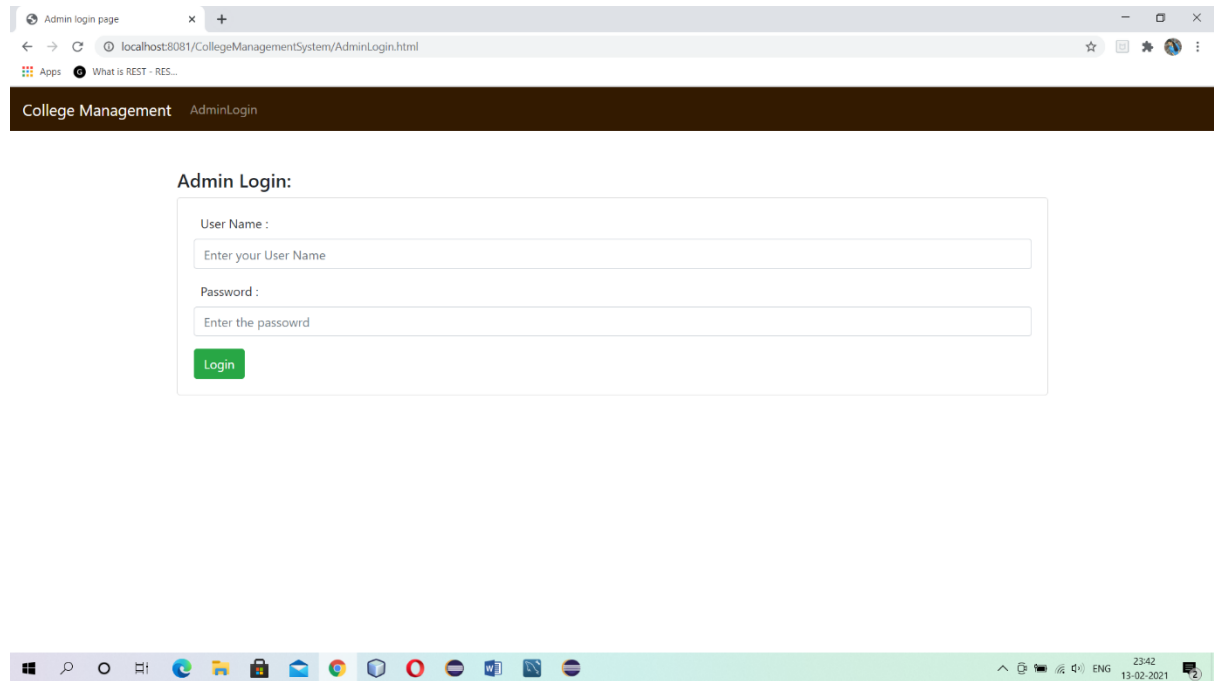 Admin login page
localhost:8081/CollegeManagementSystem/AdminLogin.html
Apps G What is REST - RES...
College Management AdminLogin
Admin Login:
User Name :
Enter your User Name
Password :
Enter the passowrd
Login
ENG
23:42
13-02-2021
2